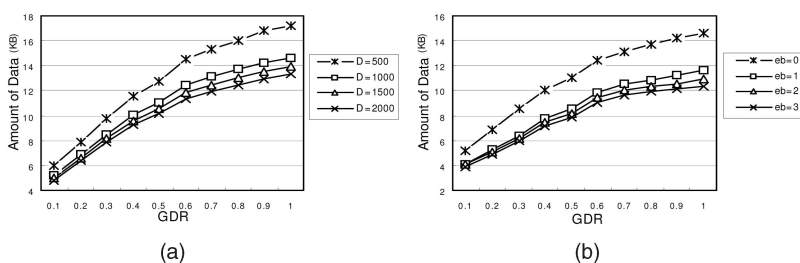 18
16
14
12
10
8
6
4
Amount of Data (KB)
0.1 0.2 0.3 0.4 0.5 0.6 0.7 0.8 0.9 1
GDR
D=500
D=1000
D=1500
D=2000
(a)
16
14
12
10
8
6
4
2
Amount of Data (KB)
0.1 0.2 0.3 0.4 0.5 0.6 0.7 0.8 0.9 1
GDR
eb=0
eb=1
eb=2
eb=3
(b)